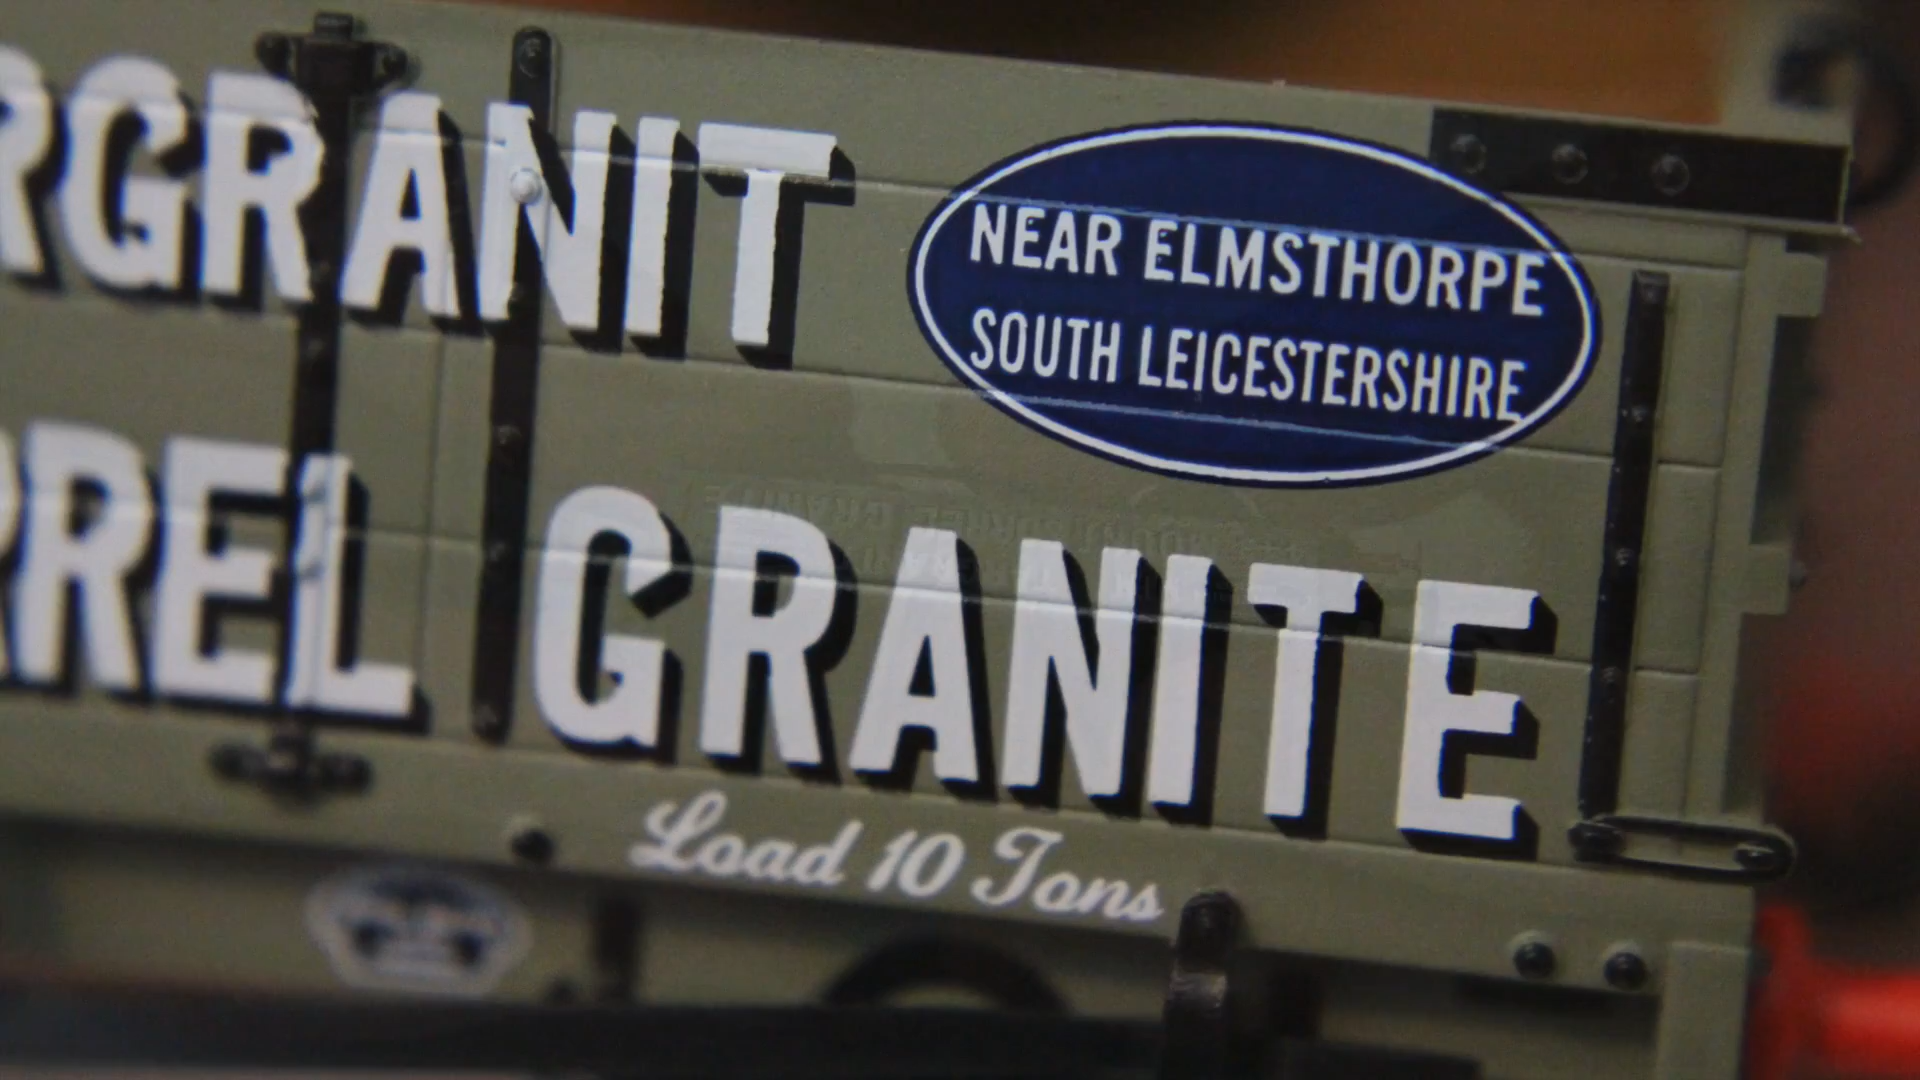 RGRANIT
NEAR ELMSTHORPE
SOUTH LEICESTERSHIRE
RREL GRANITE
Load 10 Tons